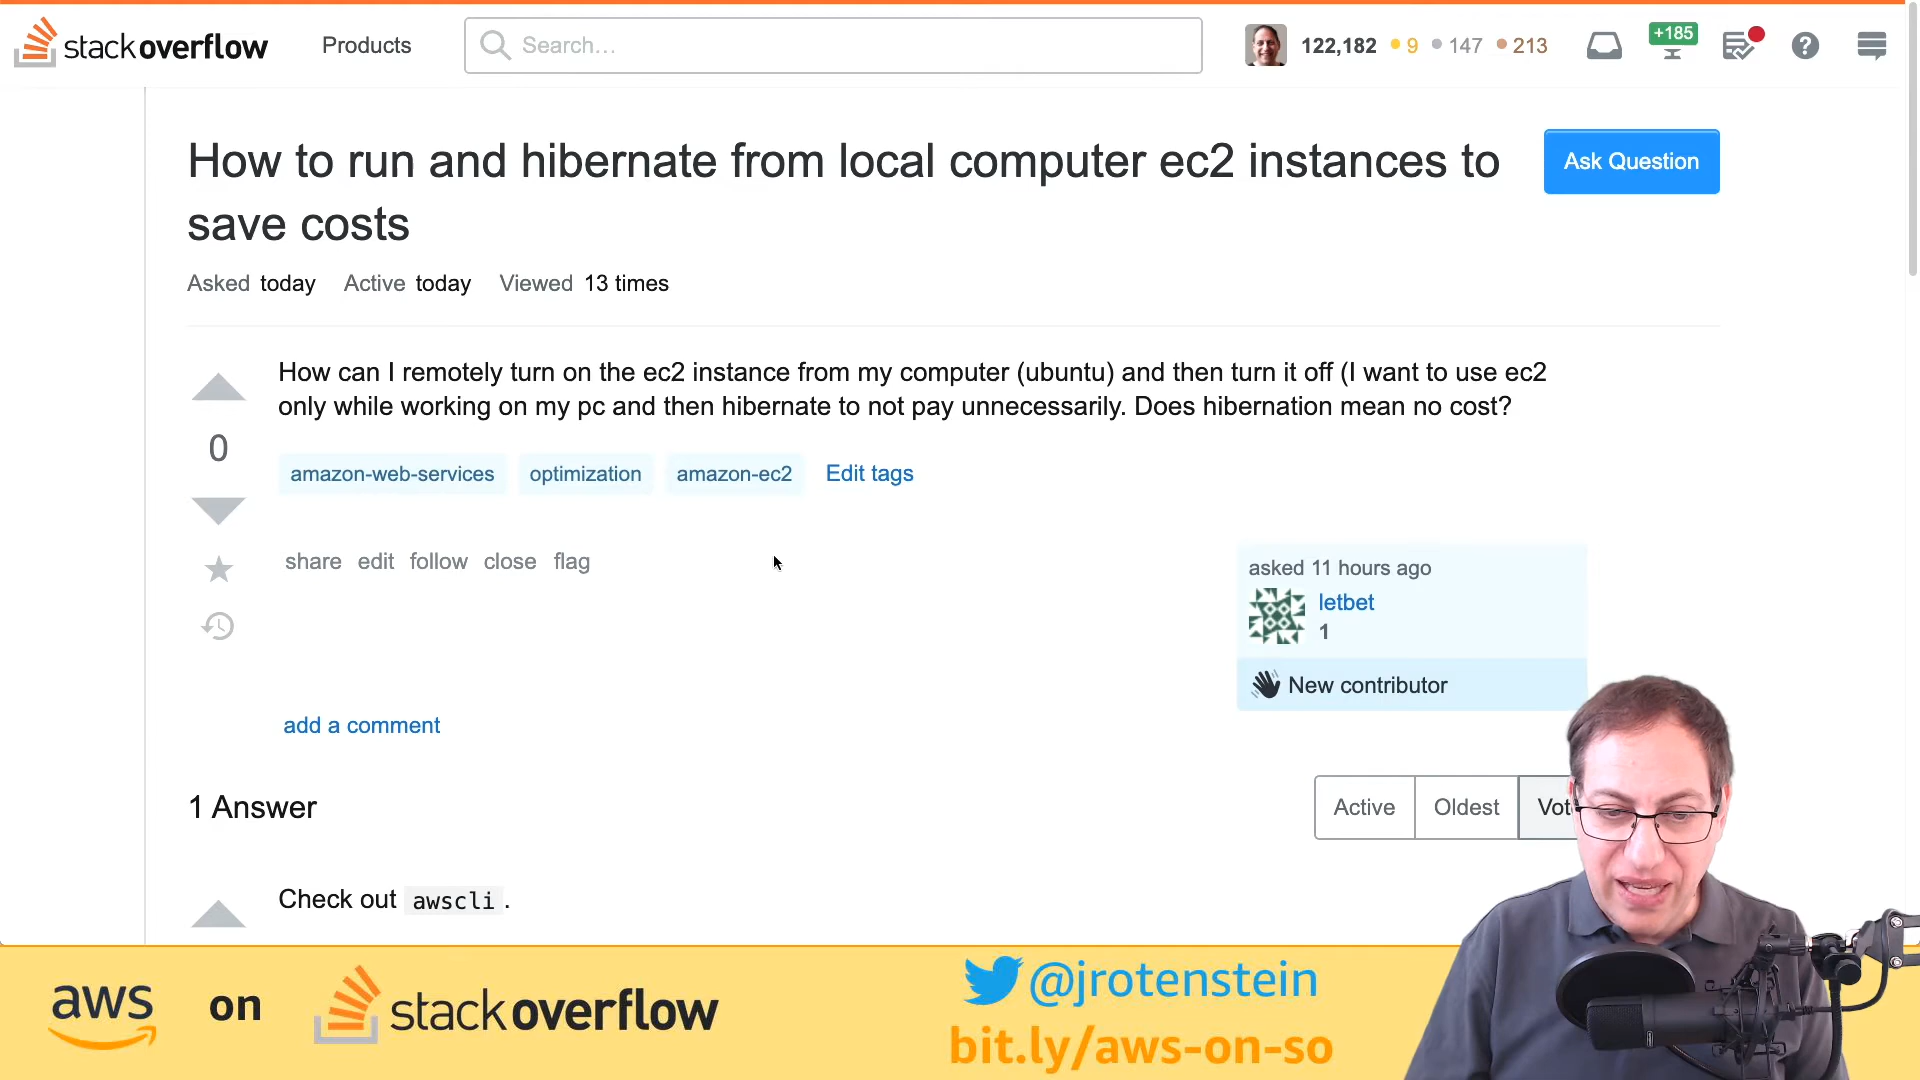 stackoverflow Products Search... 122,182 9 147 213 +185
How to run and hibernate from local computer ec2 instances to
save costs
Ask Question
Asked today Active today Viewed 13 times
How can I remotely turn on the ec2 instance from my computer (ubuntu) and then turn it off (I want to use ec2
only while working on my pc and then hibernate to not pay unnecessarily. Does hibernation mean no cost?
0
amazon-web-services optimization amazon-ec2 Edit tags
share edit follow close flag
asked 11 hours ago
letbet
1
New contributor
add a comment
1 Answer
Active Oldest Vot
Check out awscli.
aws on stackoverflow
@jrotenstein
bit.ly/aws-on-so